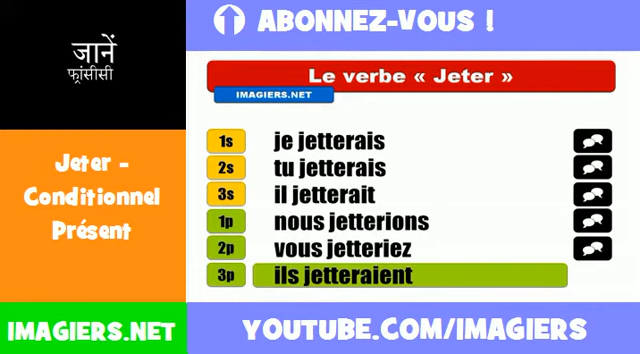 जानें
फ्रांसीसी
ABONNEZ-VOUS !
Le verbe « Jeter »
IMAGIERS.NET
Jeter -
Conditionnel
Présent
1s je jetterais
2s tu jetterais
3s il jetterait
1p nous jetterions
2p vous jetteriez
3p ils jetteraient
IMAGIERS.NET
YOUTUBE.COM/IMAGIERS